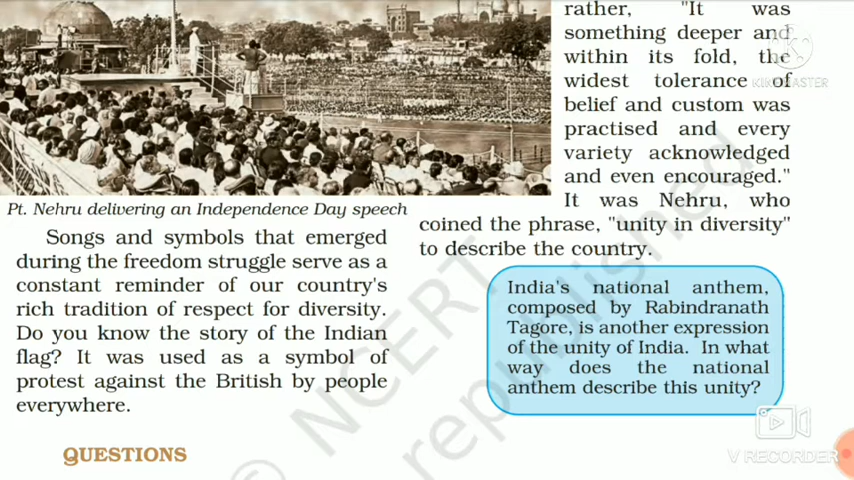 Pt. Nehru delivering an Independence Day speech
Songs and symbols that emerged
during the freedom struggle serve as a
constant reminder of our country's
rich tradition of respect for diversity.
Do you know the story of the Indian
flag? It was used as a symbol of
protest against the British by people
everywhere.
QUESTIONS
rather, "It was
something deeper and
within its fold, the
widest tolerance of
belief and custom was
practised and every
variety acknowledged
and even encouraged."
It was Nehru, who
coined the phrase, "unity in diversity"
to describe the country.
India's national anthem,
composed by Rabindranath
Tagore, is another expression
of the unity of India. In what
way does the national
anthem describe this unity?
© NCERT
republished
KINEMASTER
V RECORDER